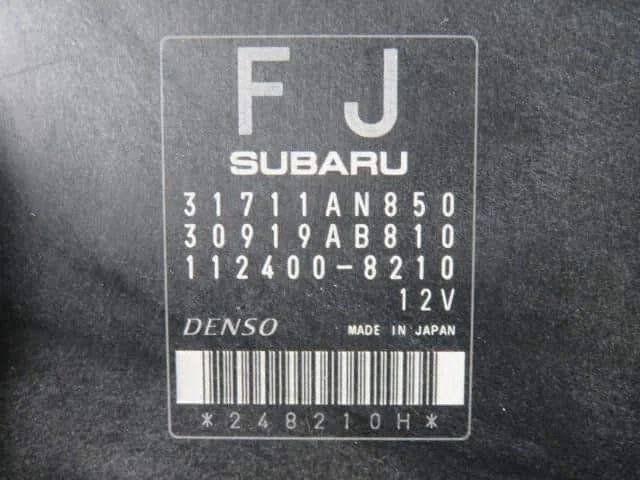 F J
SUBARU
31711AN850
30919AB810
112400-8210
12V
DENSO MADE IN JAPAN
*248210H*